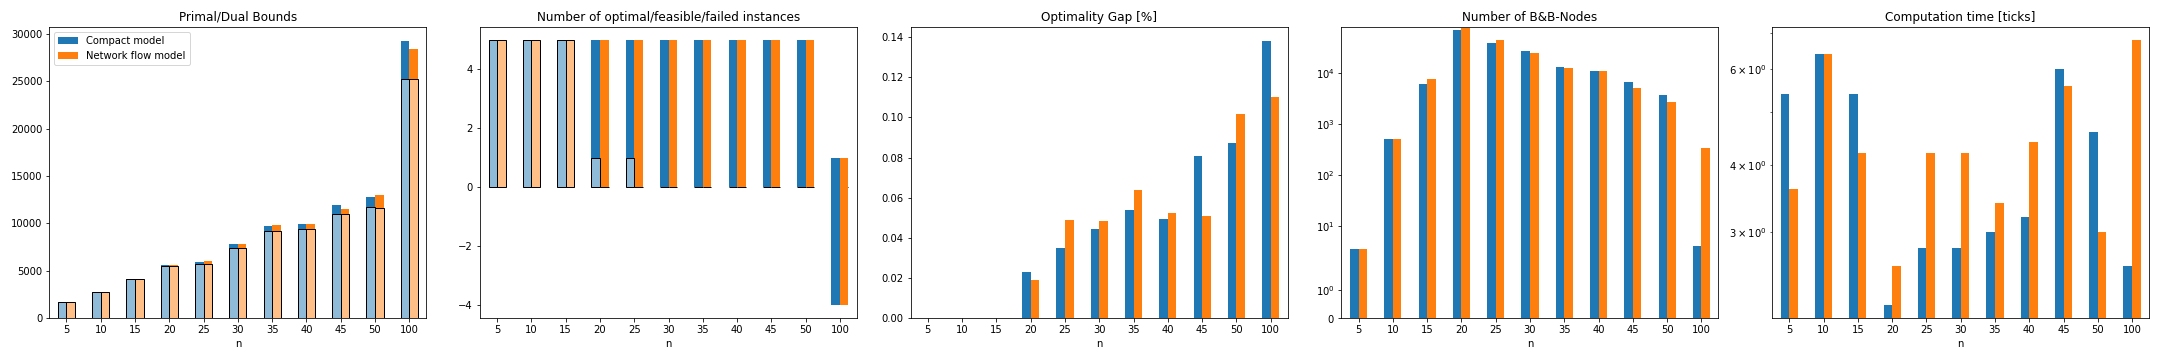 Primal/Dual Bounds
Compact model
Network flow model
30000
25000
20000
15000
10000
5000
0
5 10 15 20 25 30 35 40 45 50 100
n
Number of optimal/feasible/failed instances
4
2
0
−2
−4
5 10 15 20 25 30 35 40 45 50 100
n
Optimality Gap [%]
0.14
0.12
0.10
0.08
0.06
0.04
0.02
0.00
5 10 15 20 25 30 35 40 45 50 100
n
Number of B&B-Nodes
10⁴
10³
10²
10¹
10⁰
0
5 10 15 20 25 30 35 40 45 50 100
n
Computation time [ticks]
6 × 10⁰
4 × 10⁰
3 × 10⁰
5 10 15 20 25 30 35 40 45 50 100
n